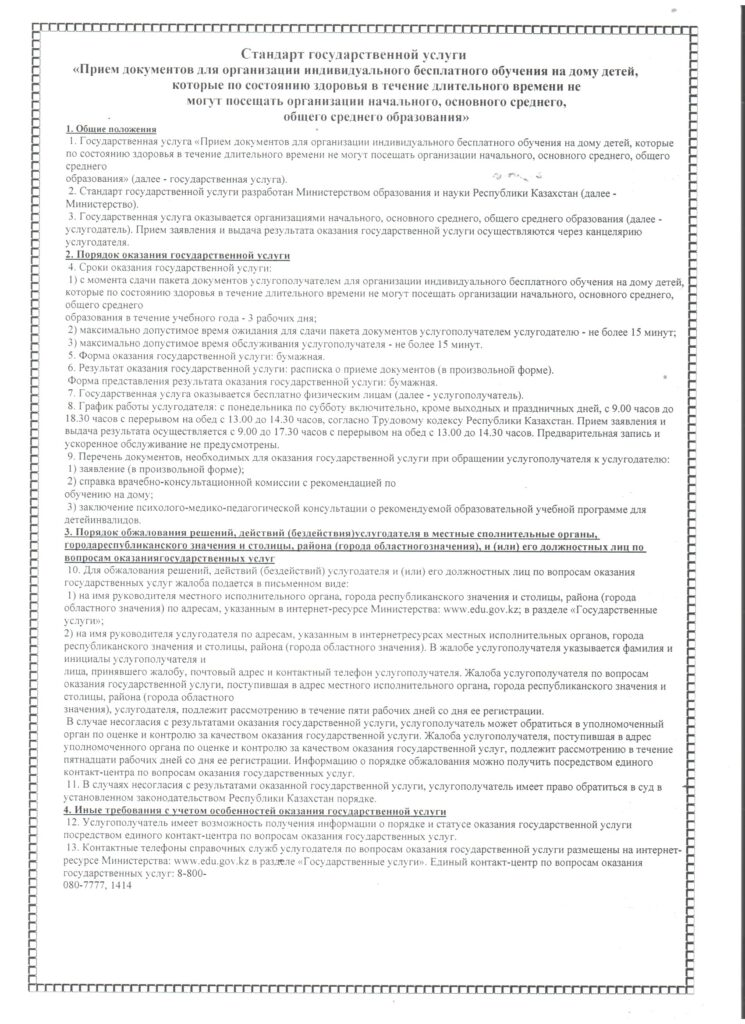 Стандарт государственной услуги
«Прием документов для организации индивидуального бесплатного обучения на дому детей,
которые по состоянию здоровья в течение длительного времени не
могут посещать организации начального, основного среднего,
общего среднего образования»
1. Общие положения
1. Государственная услуга «Прием документов для организации индивидуального бесплатного обучения на дому детей, которые
по состоянию здоровья в течение длительного времени не могут посещать организации начального, основного среднего, общего
среднего
образования» (далее - государственная услуга).
2. Стандарт государственной услуги разработан Министерством образования и науки Республики Казахстан (далее -
Министерство).
3. Государственная услуга оказывается организациями начального, основного среднего, общего среднего образования (далее -
услугодатель). Прием заявления и выдача результата оказания государственной услуги осуществляются через канцелярию
услугодателя.
2. Порядок оказания государственной услуги
4. Сроки оказания государственной услуги:
1) с момента сдачи пакета документов услугополучателем для организации индивидуального бесплатного обучения на дому детей,
которые по состоянию здоровья в течение длительного времени не могут посещать организации начального, основного среднего,
общего среднего
образования в течение учебного года - 3 рабочих дня;
2) максимально допустимое время ожидания для сдачи пакета документов услугополучателем услугодателю - не более 15 минут;
3) максимально допустимое время обслуживания услугополучателя - не более 15 минут.
5. Форма оказания государственной услуги: бумажная.
6. Результат оказания государственной услуги: расписка о приеме документов (в произвольной форме).
Форма представления результата оказания государственной услуги: бумажная.
7. Государственная услуга оказывается бесплатно физическим лицам (далее - услугополучатель).
8. График работы услугодателя: с понедельника по субботу включительно, кроме выходных и праздничных дней, с 9.00 часов до
18.30 часов с перерывом на обед с 13.00 до 14.30 часов, согласно Трудовому кодексу Республики Казахстан. Прием заявления и
выдача результата осуществляется с 9.00 до 17.30 часов с перерывом на обед с 13.00 до 14.30 часов. Предварительная запись и
ускоренное обслуживание не предусмотрены.
9. Перечень документов, необходимых для оказания государственной услуги при обращении услугополучателя к услугодателю:
1) заявление (в произвольной форме);
2) справка врачебно-консультационной комиссии с рекомендацией по
обучению на дому;
3) заключение психолого-медико-педагогической консультации о рекомендуемой образовательной учебной программе для
детейинвалидов.
3. Порядок обжалования решений, действий (бездействия)услугодателя в местные сполнительные органы,
городареспубликанского значения и столицы, района (города областногозначения), и (или) его должностных лиц по
вопросам оказаниягосударственных услуг
10. Для обжалования решений, действий (бездействий) услугодателя и (или) его должностных лиц по вопросам оказания
государственных услуг жалоба подается в письменном виде:
1) на имя руководителя местного исполнительного органа, города республиканского значения и столицы, района (города
областного значения) по адресам, указанным в интернет-ресурсе Министерства: www.edu.gov.kz; в разделе «Государственные
услуги»;
2) на имя руководителя услугодателя по адресам, указанным в интернетресурсах местных исполнительных органов, города
республиканского значения и столицы, района (города областного значения). В жалобе услугополучателя указывается фамилия и
инициалы услугополучателя и
лица, принявшего жалобу, почтовый адрес и контактный телефон услугополучателя. Жалоба услугополучателя по вопросам
оказания государственной услуги, поступившая в адрес местного исполнительного органа, города республиканского значения и
столицы, района (города областного
значения), услугодателя, подлежит рассмотрению в течение пяти рабочих дней со дня ее регистрации.
В случае несогласия с результатами оказания государственной услуги, услугополучатель может обратиться в уполномоченный
орган по оценке и контролю за качеством оказания государственной услуги. Жалоба услугополучателя, поступившая в адрес
уполномоченного органа по оценке и контролю за качеством оказания государственной услуг, подлежит рассмотрению в течение
пятнадцати рабочих дней со дня ее регистрации. Информацию о порядке обжалования можно получить посредством единого
контакт-центра по вопросам оказания государственных услуг.
11. В случаях несогласия с результатами оказанной государственной услуги, услугополучатель имеет право обратиться в суд в
установленном законодательством Республики Казахстан порядке.
4. Иные требования с учетом особенностей оказания государственной услуги
12. Услугополучатель имеет возможность получения информации о порядке и статусе оказания государственной услуги
посредством единого контакт-центра по вопросам оказания государственных услуг.
13. Контактные телефоны справочных служб услугодателя по вопросам оказания государственной услуги размещены на интернет-
ресурсе Министерства: www.edu.gov.kz в разделе «Государственные услуги». Единый контакт-центр по вопросам оказания
государственных услуг: 8-800-
080-7777, 1414